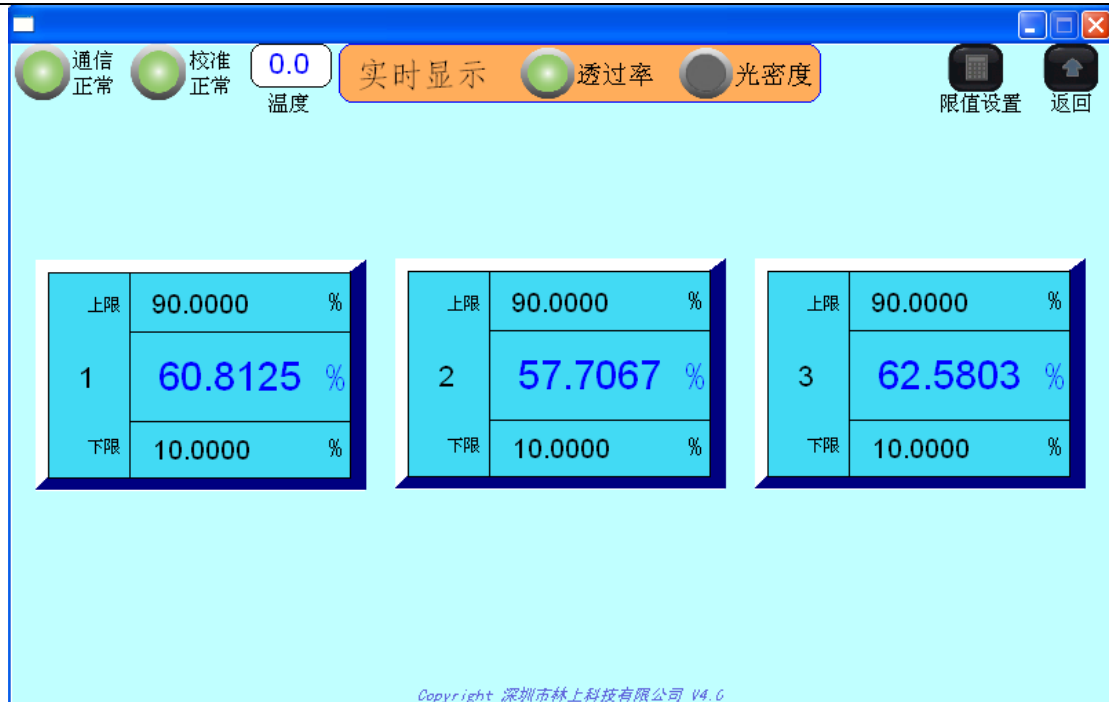 通信
正常
校准
正常
0.0
温度
实时显示
透过率
光密度
限值设置
返回
上限 90.0000 %
1 60.8125 %
下限 10.0000 %
上限 90.0000 %
2 57.7067 %
下限 10.0000 %
上限 90.0000 %
3 62.5803 %
下限 10.0000 %
Copyright 深圳市林上科技有限公司